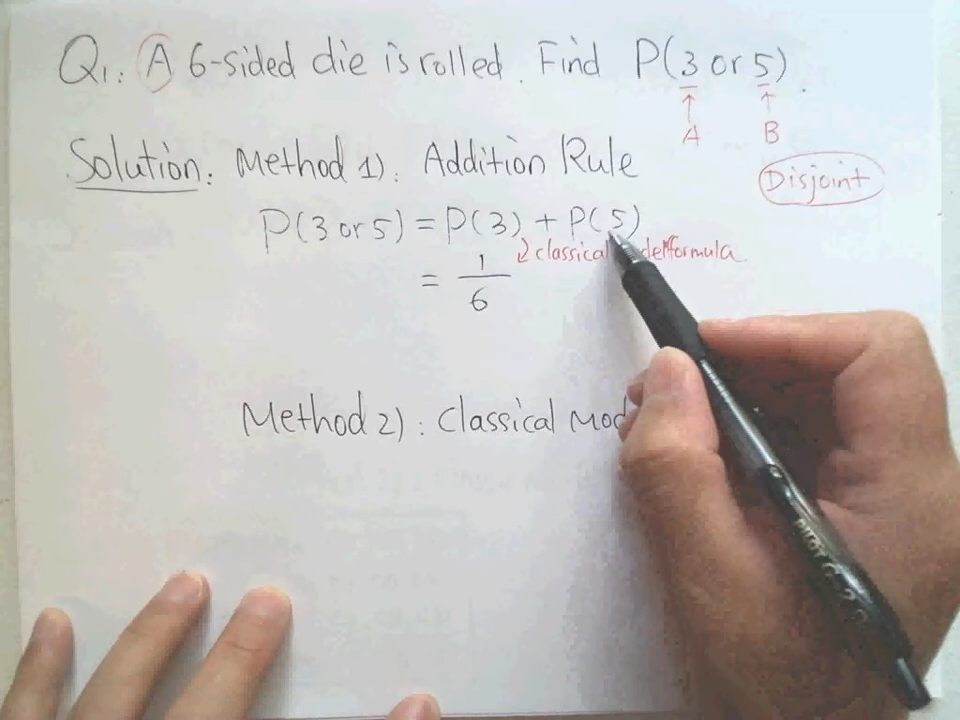 Q1: A 6-sided die is rolled. Find P(3 or 5).
A B
Solution: Method 1): Addition Rule
Disjoint
P(3 or 5) = P(3) + P(5)
classical formula.
= 1/6
Method 2): Classical